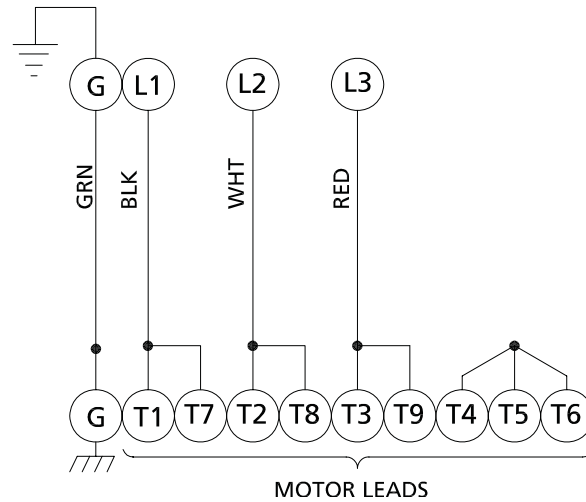 G L1 L2 L3
GRN BLK WHT RED
G T1 T7 T2 T8 T3 T9 T4 T5 T6
MOTOR LEADS